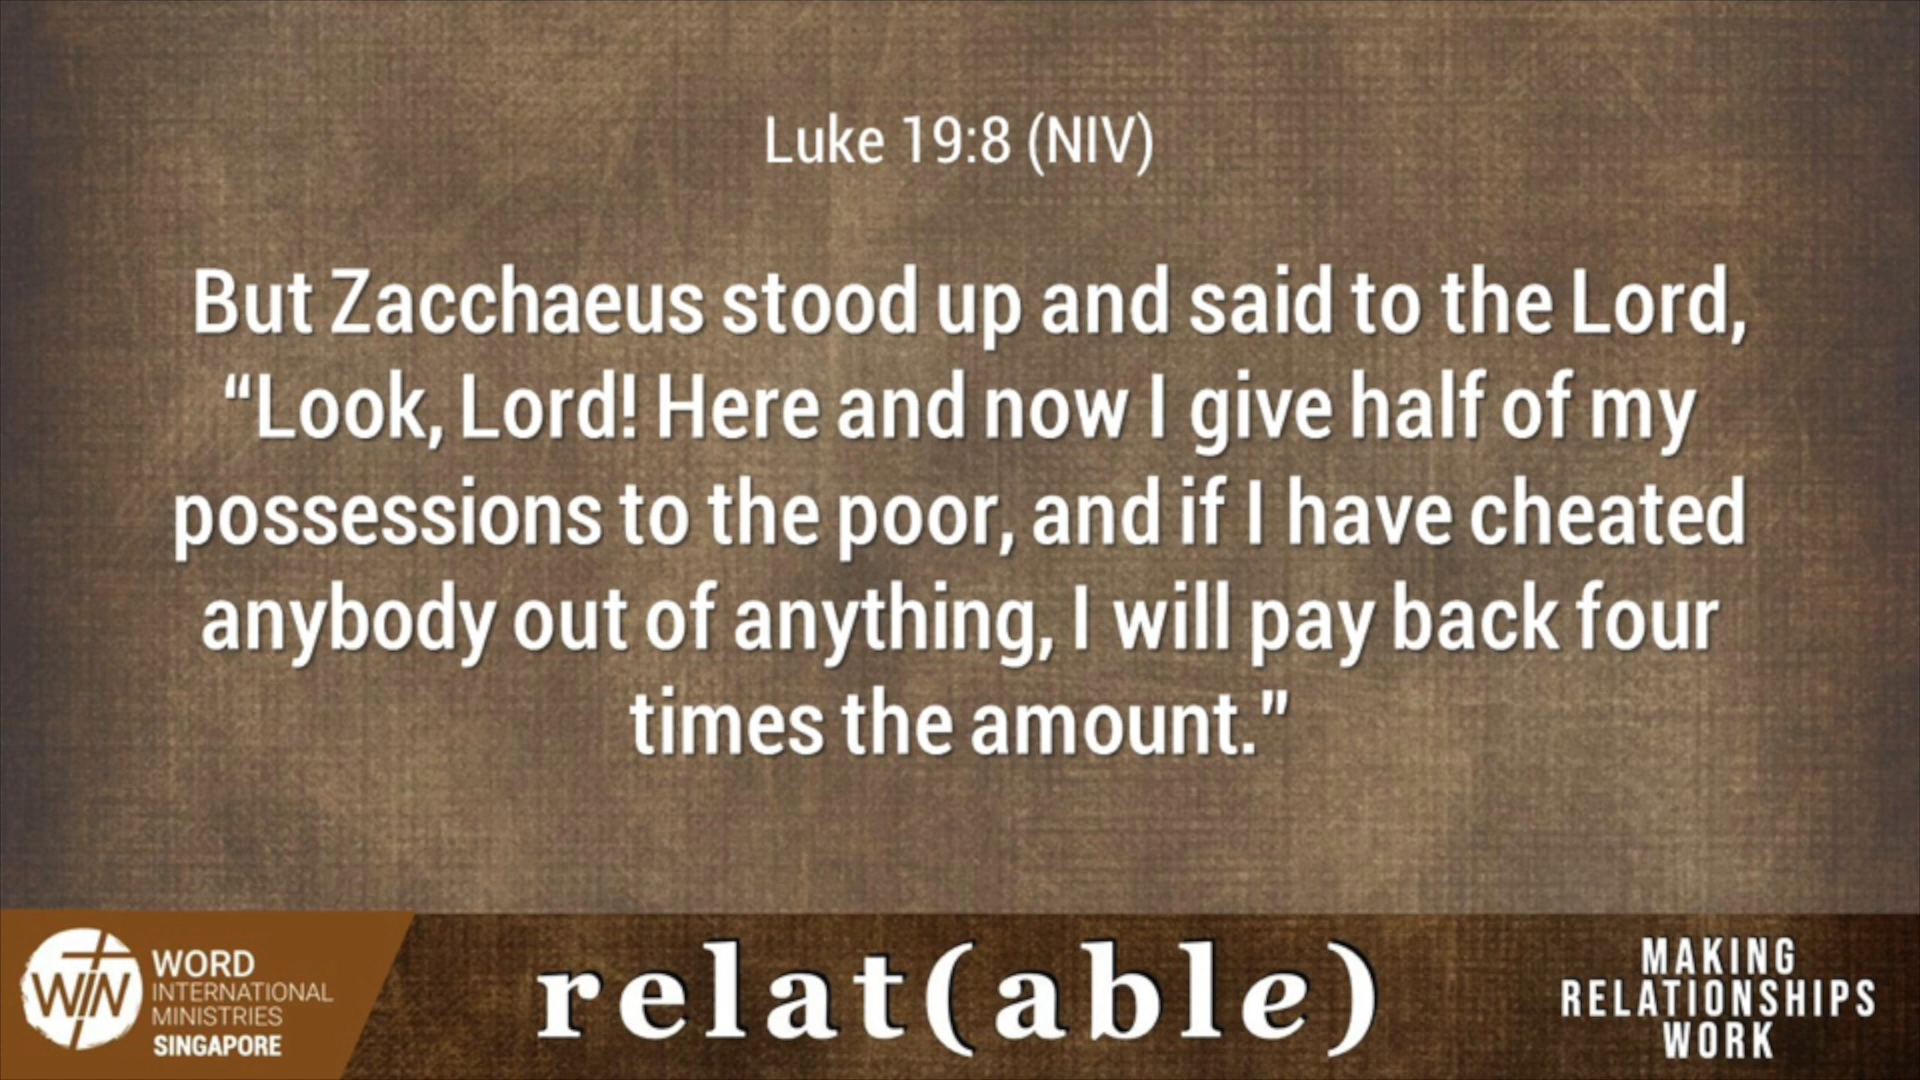 Luke 19:8 (NIV)
But Zacchaeus stood up and said to the Lord,
“Look, Lord! Here and now I give half of my
possessions to the poor, and if I have cheated
anybody out of anything, I will pay back four
times the amount.”
WIN
WORD
INTERNATIONAL
MINISTRIES
SINGAPORE
relat(able)
MAKING
RELATIONSHIPS
WORK